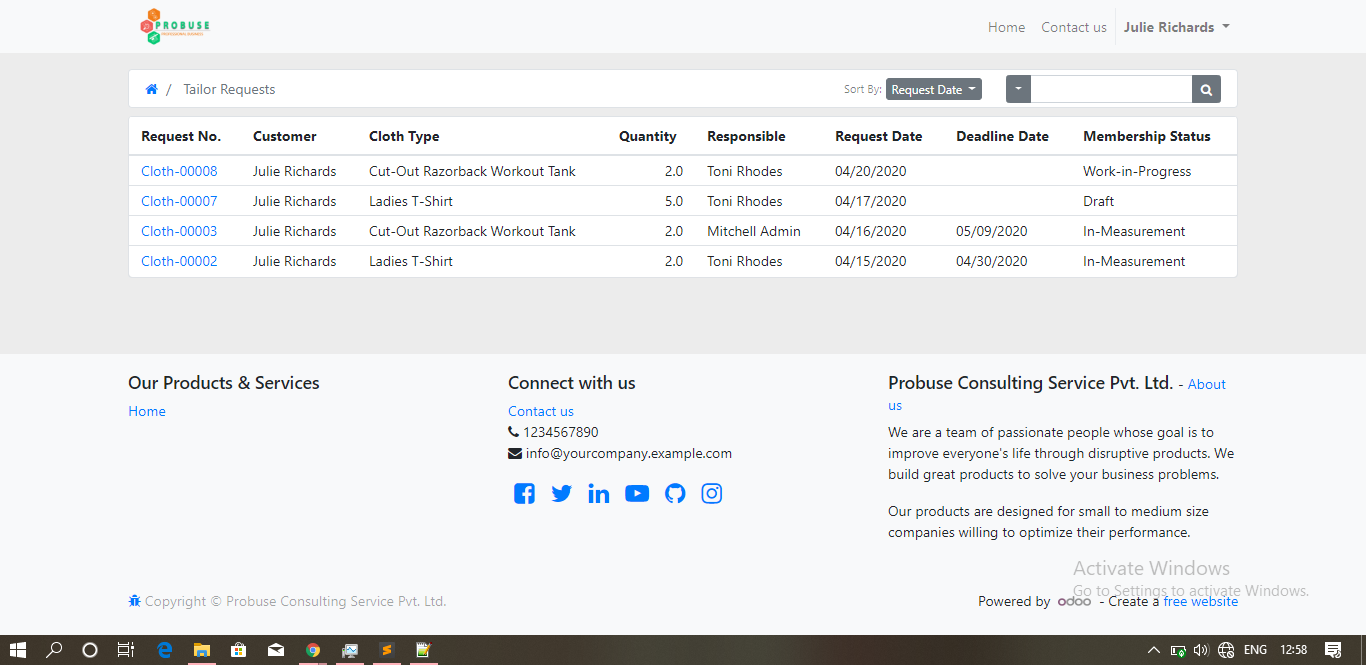 PROBUSE
Home Contact us Julie Richards
/ Tailor Requests Sort By: Request Date
Request No. Customer Cloth Type Quantity Responsible Request Date Deadline Date Membership Status
Cloth-00008 Julie Richards Cut-Out Razorback Workout Tank 2.0 Toni Rhodes 04/20/2020 Work-in-Progress
Cloth-00007 Julie Richards Ladies T-Shirt 5.0 Toni Rhodes 04/17/2020 Draft
Cloth-00003 Julie Richards Cut-Out Razorback Workout Tank 2.0 Mitchell Admin 04/16/2020 05/09/2020 In-Measurement
Cloth-00002 Julie Richards Ladies T-Shirt 2.0 Toni Rhodes 04/15/2020 04/30/2020 In-Measurement
Our Products & Services
Home
Connect with us
Contact us
1234567890
info@yourcompany.example.com
Probuse Consulting Service Pvt. Ltd. - About
us
We are a team of passionate people whose goal is to
improve everyone's life through disruptive products. We
build great products to solve your business problems.
Our products are designed for small to medium size
companies willing to optimize their performance.
Activate Windows
Go to Settings to activate Windows.
Copyright © Probuse Consulting Service Pvt. Ltd.
Powered by odoo - Create a free website
ENG 12:58